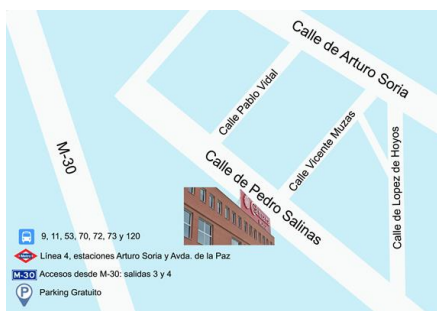 Calle de Arturo Soria
Calle Pablo Vidal
Calle Vicente Muzas
Calle de Lopez de Hoyos
Calle de Pedro Salinas
M-30
9, 11, 53, 70, 72, 73 y 120
Línea 4, estaciones Arturo Soria y Avda. de la Paz
M-30 Accesos desde M-30: salidas 3 y 4
P Parking Gratuito